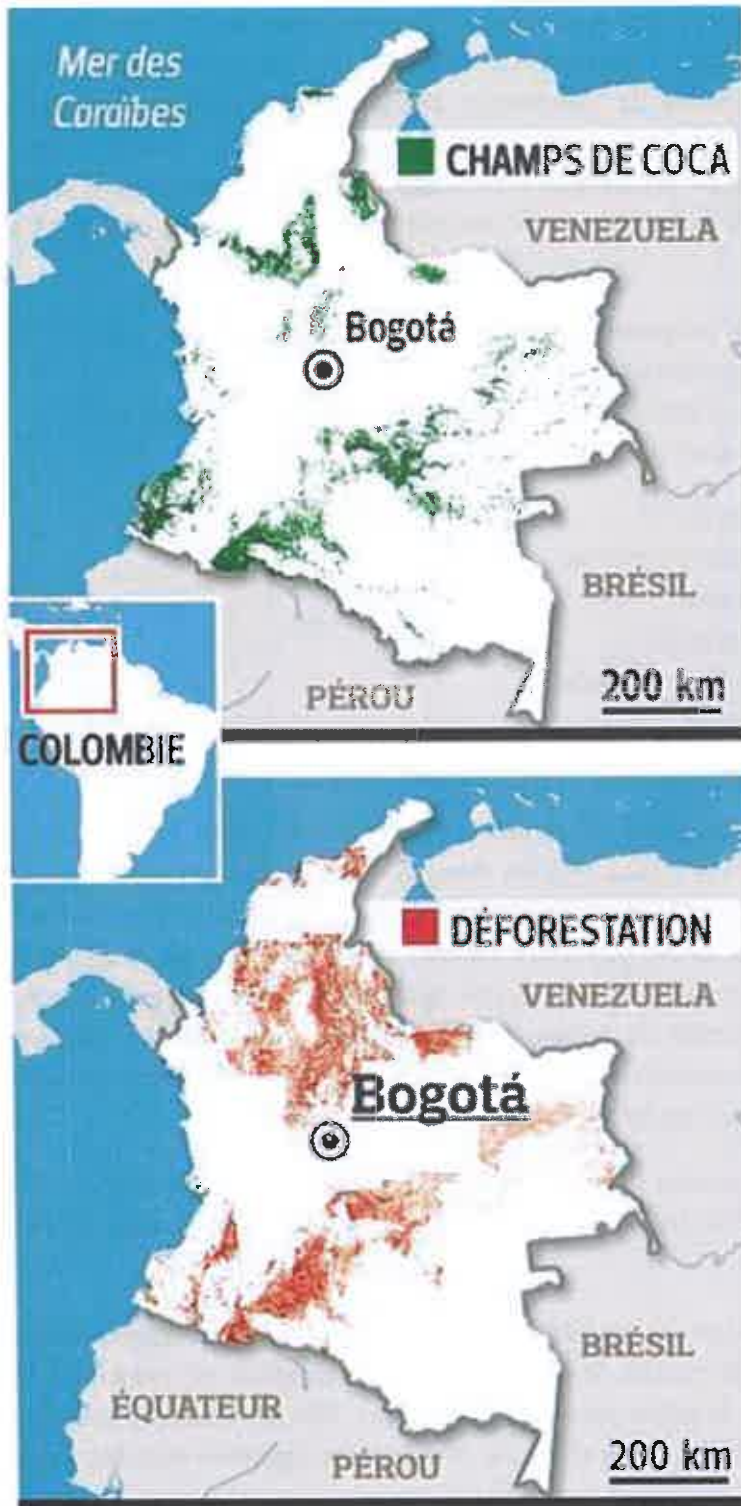 Mer des
Caraïbes
CHAMPS DE COCA
VENEZUELA
Bogotá
BRÉSIL
PÉROU
200 km
COLOMBIE
DÉFORESTATION
VENEZUELA
Bogotá
BRÉSIL
ÉQUATEUR
PÉROU
200 km